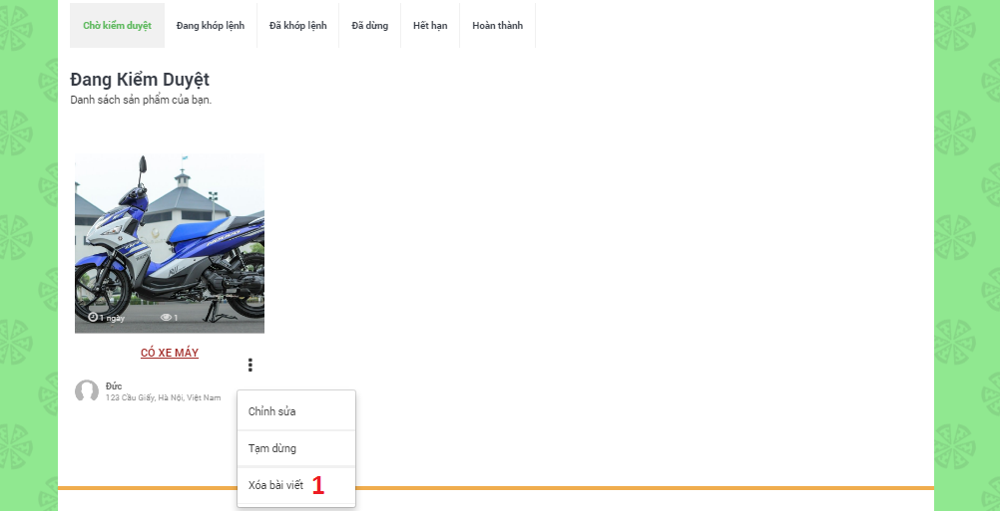 Chờ kiểm duyệt Đang khớp lệnh Đã khớp lệnh Đã dừng Hết hạn Hoàn thành
Đang Kiểm Duyệt
Danh sách sản phẩm của bạn.
1 ngày 1
CÓ XE MÁY
Đức
123 Cầu Giấy, Hà Nội, Việt Nam
Chỉnh sửa
Tạm dừng
Xóa bài viết 1